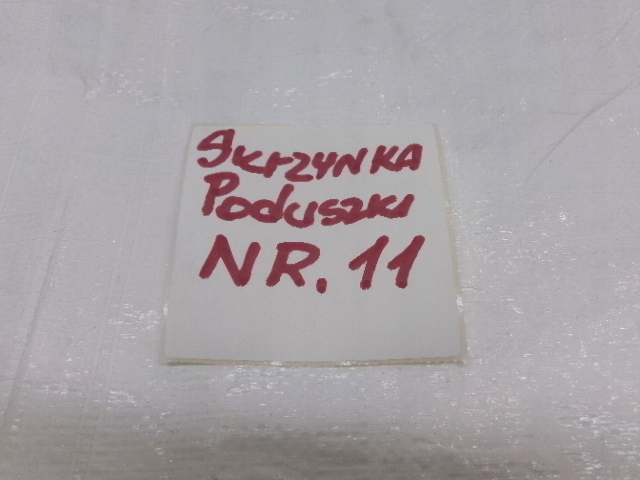 Skrzynka
Poduszki
NR. 11